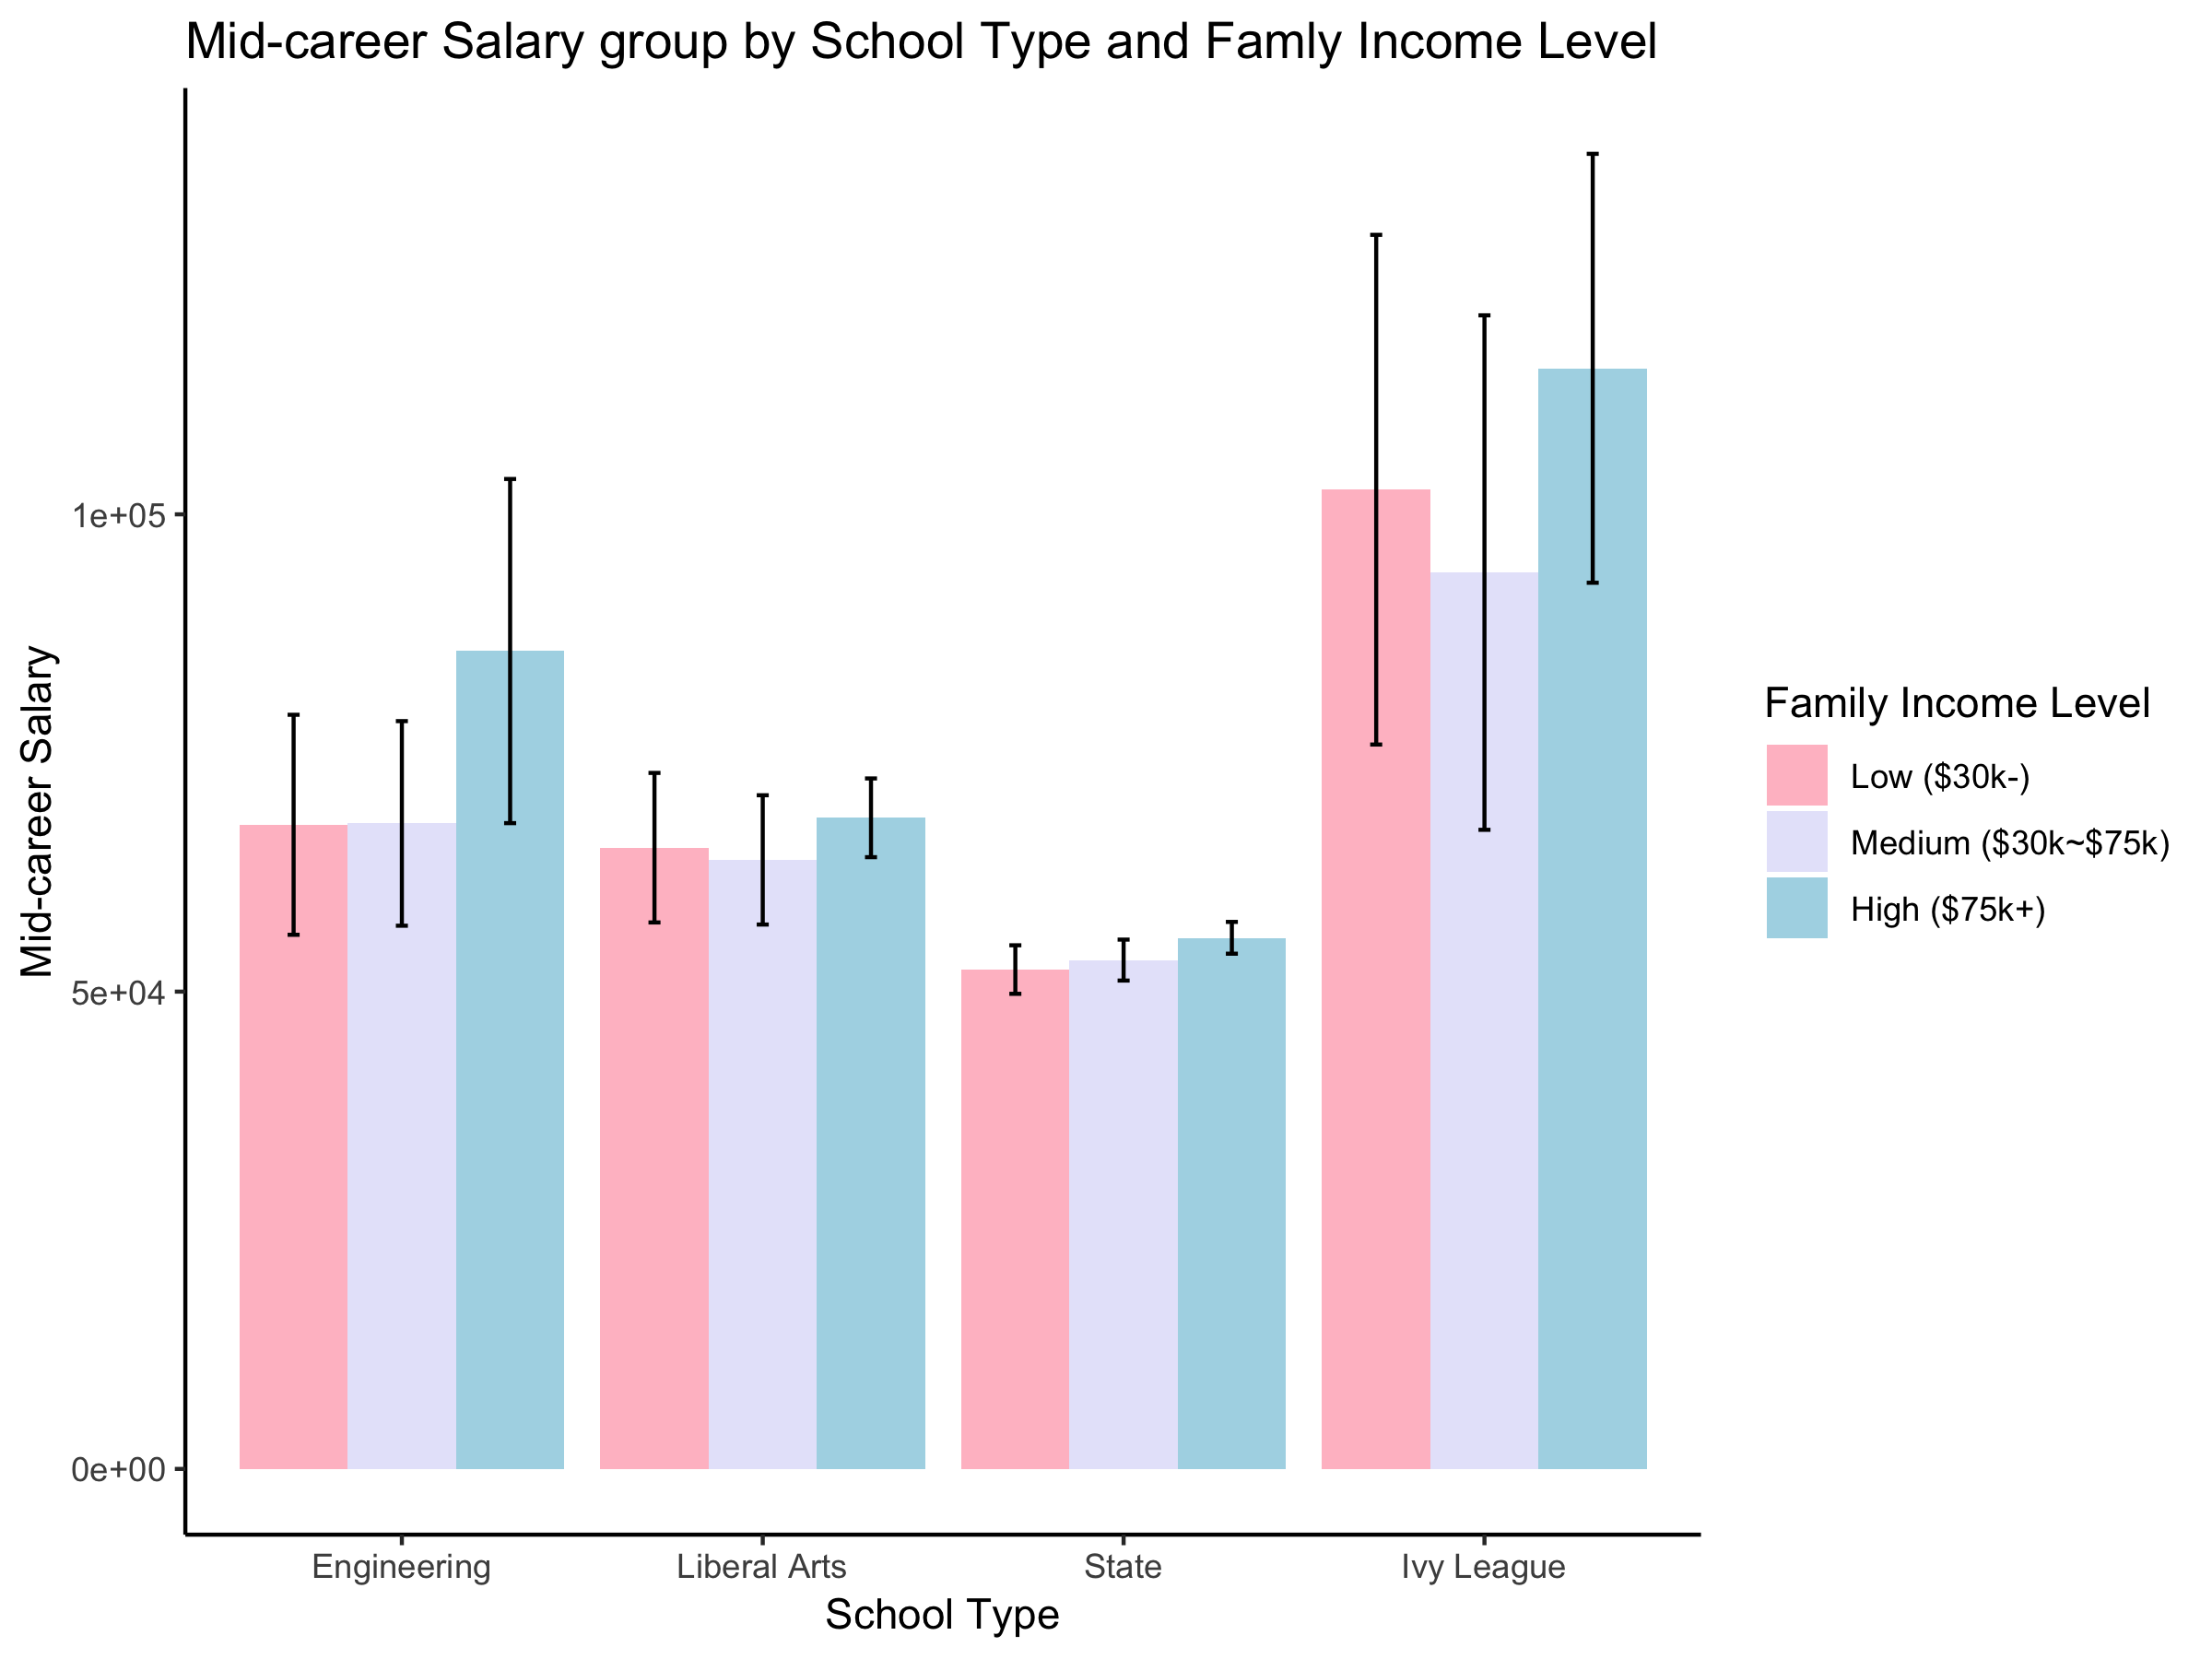 Mid-career Salary group by School Type and Famly Income Level
Mid-career Salary
1e+05
5e+04
0e+00
Engineering
Liberal Arts
State
Ivy League
School Type
Family Income Level
Low ($30k-)
Medium ($30k~$75k)
High ($75k+)